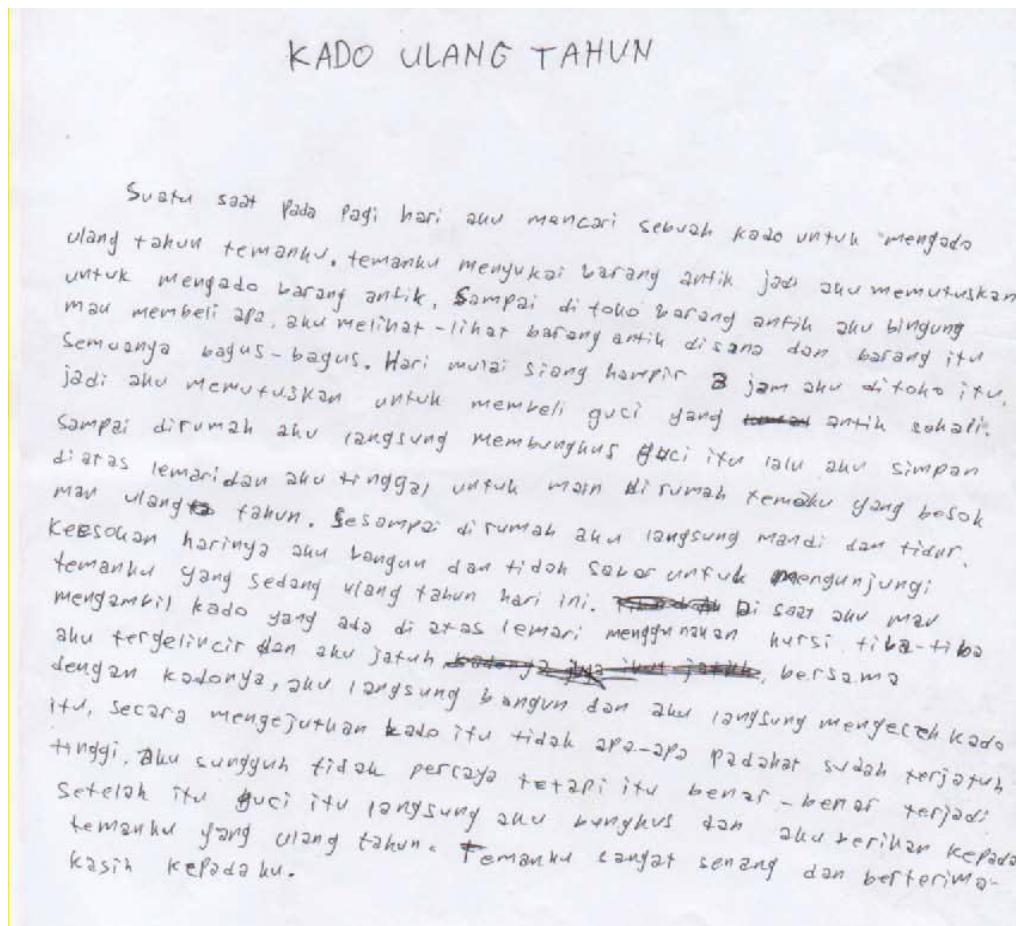 KADO ULANG TAHUN
Suatu saat pada pagi hari aku mencari sebuah kado untuk mengado
ulang tahun temanku. temanku menyukai barang antik jadi aku memutuskan
untuk mengado barang antik. Sampai di toko barang antik aku bingung
mau membeli apa, aku melihat-lihat barang antik disana dan barang itu
semuanya bagus-bagus. Hari mulai siang hampir 3 jam aku ditoko itu.
jadi aku memutuskan untuk membeli guci yang antik sekali.
Sampai dirumah aku langsung membungkus guci itu lalu aku simpan
diatas lemari dan aku tinggal untuk main di rumah temaku yang besok
mau ulang tahun. Sesampai dirumah aku langsung mandi dan tidur.
Keesokan harinya aku bangun dan tidak sabar untuk mengunjungi
temanku yang sedang ulang tahun hari ini. Di saat aku mau
mengambil kado yang ada di atas lemari menggunakan kursi tiba-tiba
aku tergelincir dan aku jatuh bersama
dengan kadonya, aku langsung bangun dan aku langsung mengecek kado
itu, secara mengejutkan kado itu tidak apa-apa padahal sudah terjatuh
tinggi. Aku sungguh tidak percaya tetapi itu benar-benar terjadi
Setelah itu guci itu langsung aku bungkus dan aku berikan kepada
temanku yang ulang tahun. Temanku sangat senang dan berterima-
kasih kepadaku.